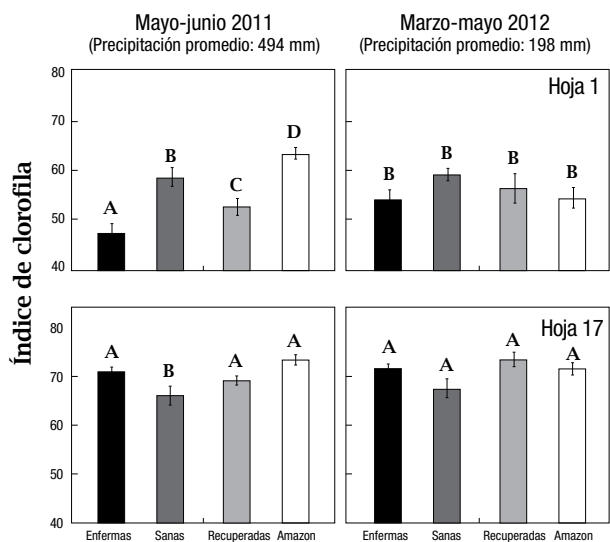 Mayo-junio 2011
(Precipitación promedio: 494 mm)
Marzo-mayo 2012
(Precipitación promedio: 198 mm)
Índice de clorofila
80
70
60
50
40
A
B
C
D
Hoja 1
B
B
B
B
80
70
60
50
40
A
B
A
A
Hoja 17
A
A
A
A
Enfermas Sanas Recuperadas Amazon
Enfermas Sanas Recuperadas Amazon